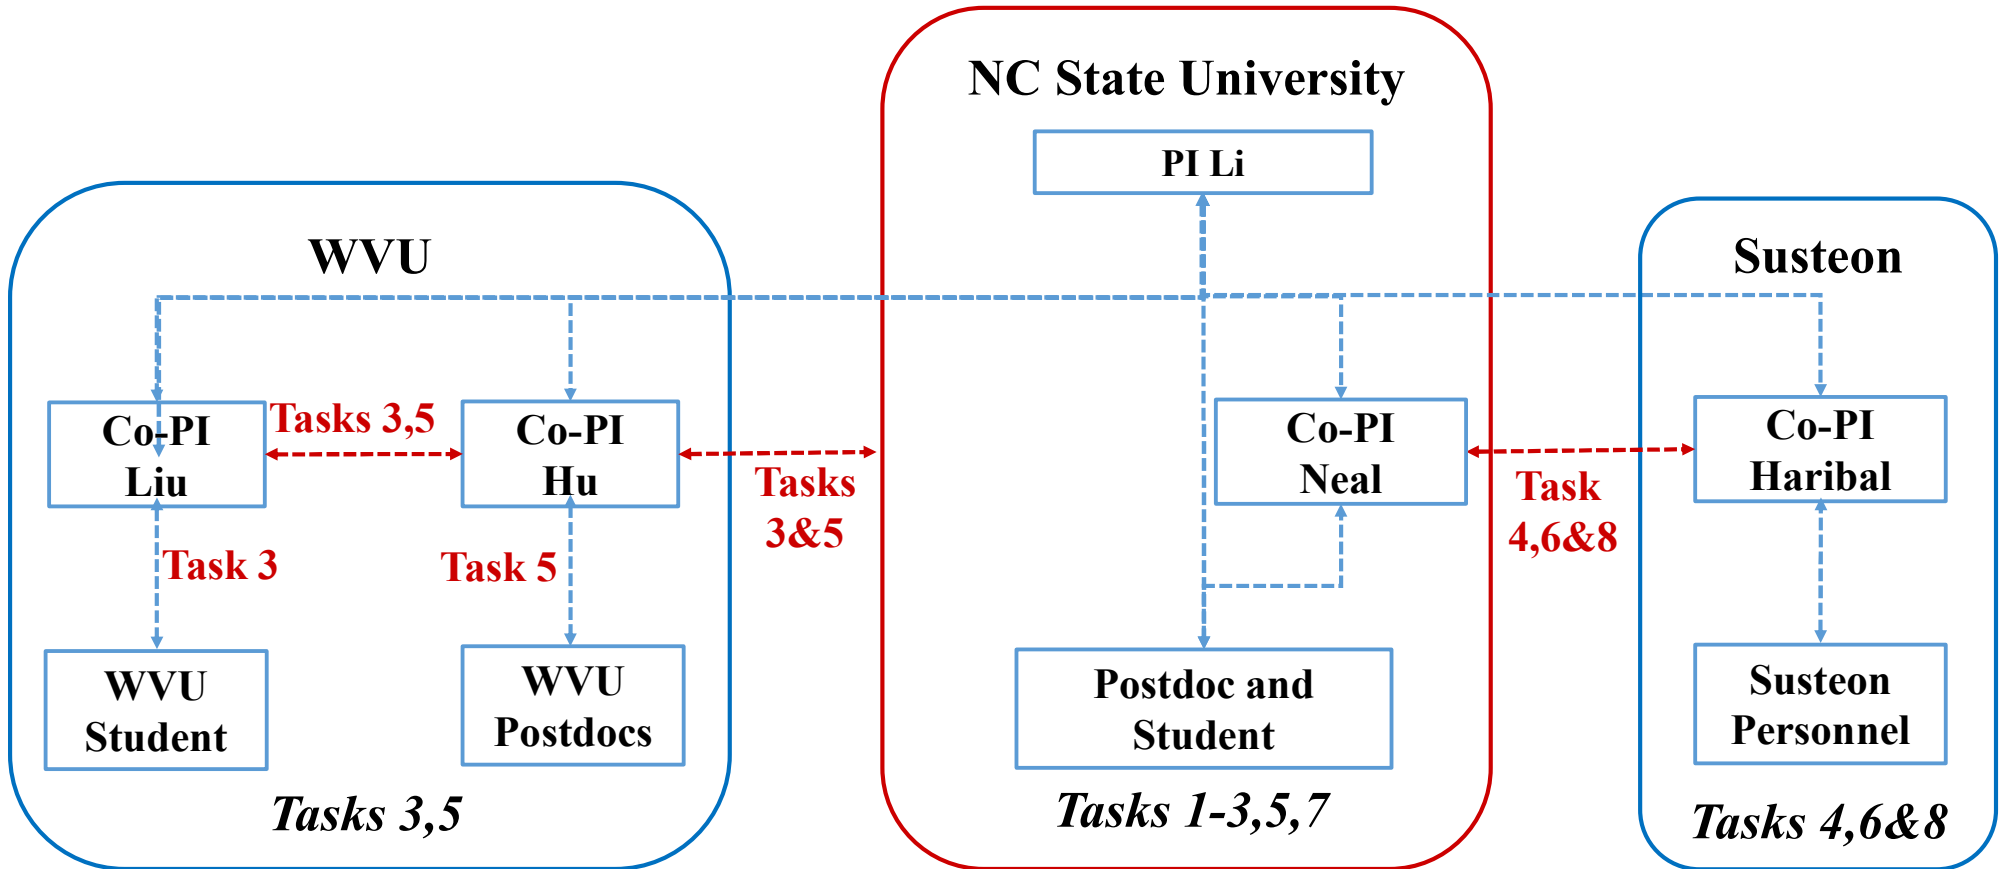 NC State University
PI Li
WVU
Susteon
Co-PI
Liu
Tasks 3,5
Co-PI
Hu
Tasks
3&5
Co-PI
Neal
Task
4,6&8
Co-PI
Haribal
Task 3
Task 5
WVU
Student
WVU
Postdocs
Postdoc and
Student
Susteon
Personnel
Tasks 3,5
Tasks 1-3,5,7
Tasks 4,6&8